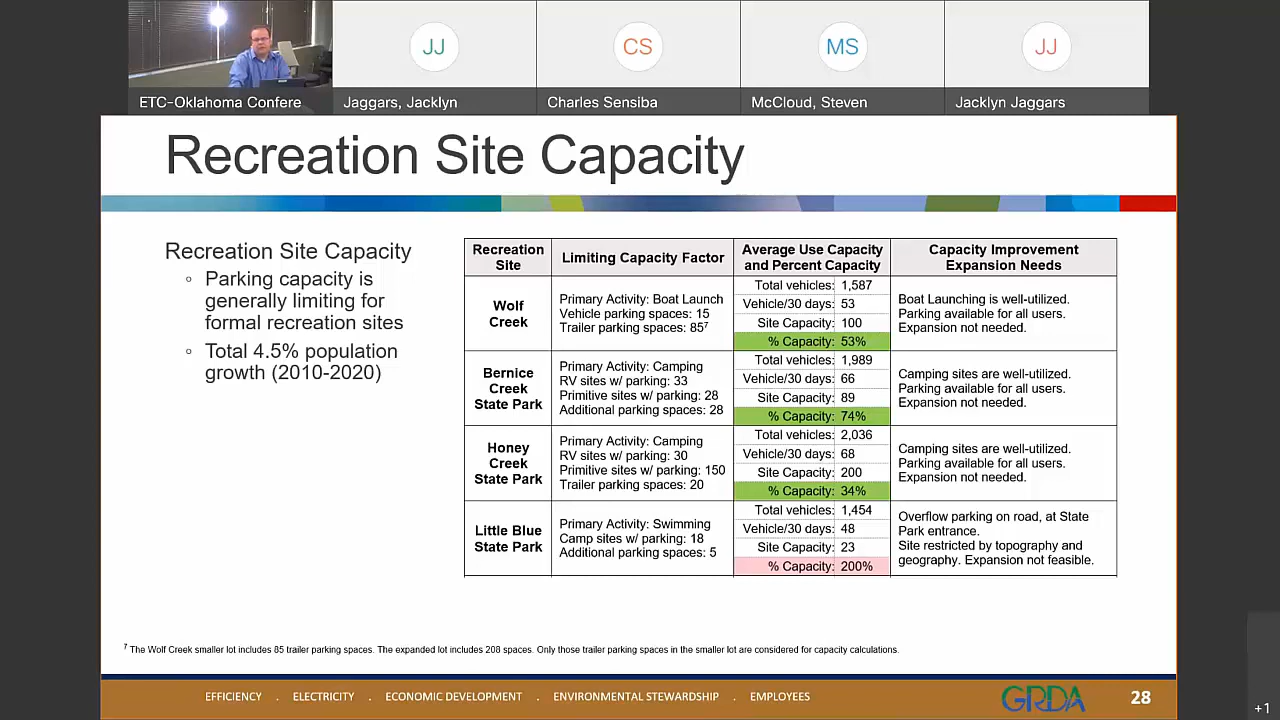 JJ
CS
MS
JJ
ETC-Oklahoma Confere
Jaggars, Jacklyn
Charles Sensiba
McCloud, Steven
Jacklyn Jaggars
Recreation Site Capacity
Recreation Site Capacity
◦ Parking capacity is
generally limiting for
formal recreation sites
◦ Total 4.5% population
growth (2010-2020)
Recreation
Site
Limiting Capacity Factor
Average Use Capacity
and Percent Capacity
Capacity Improvement
Expansion Needs
Wolf
Creek
Primary Activity: Boat Launch
Vehicle parking spaces: 15
Trailer parking spaces: 85⁷
Total vehicles: 1,587
Vehicle/30 days: 53
Site Capacity: 100
% Capacity: 53%
Boat Launching is well-utilized.
Parking available for all users.
Expansion not needed.
Bernice
Creek
State Park
Primary Activity: Camping
RV sites w/ parking: 33
Primitive sites w/ parking: 28
Additional parking spaces: 28
Total vehicles: 1,989
Vehicle/30 days: 66
Site Capacity: 89
% Capacity: 74%
Camping sites are well-utilized.
Parking available for all users.
Expansion not needed.
Honey
Creek
State Park
Primary Activity: Camping
RV sites w/ parking: 30
Primitive sites w/ parking: 150
Trailer parking spaces: 20
Total vehicles: 2,036
Vehicle/30 days: 68
Site Capacity: 200
% Capacity: 34%
Camping sites are well-utilized.
Parking available for all users.
Expansion not needed.
Little Blue
State Park
Primary Activity: Swimming
Camp sites w/ parking: 18
Additional parking spaces: 5
Total vehicles: 1,454
Vehicle/30 days: 48
Site Capacity: 23
% Capacity: 200%
Overflow parking on road, at State
Park entrance.
Site restricted by topography and
geography. Expansion not feasible.
⁷ The Wolf Creek smaller lot includes 85 trailer parking spaces. The expanded lot includes 208 spaces. Only those trailer parking spaces in the smaller lot are considered for capacity calculations.
EFFICIENCY . ELECTRICITY . ECONOMIC DEVELOPMENT . ENVIRONMENTAL STEWARDSHIP . EMPLOYEES
GRDA
28
+1